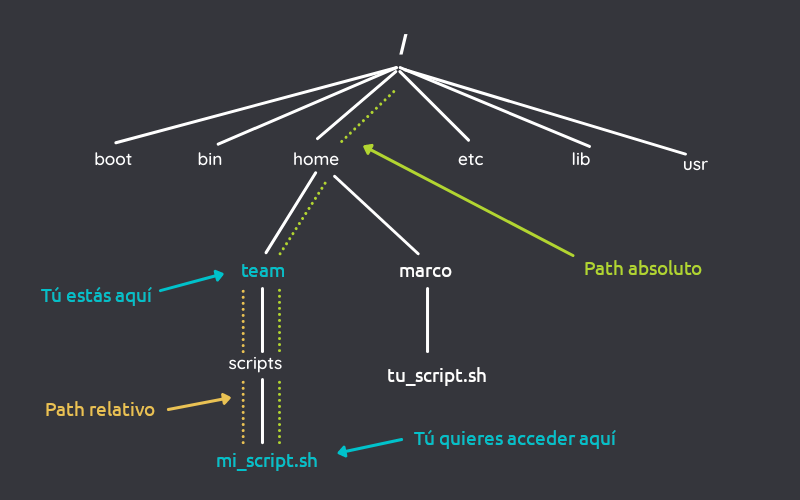 /
boot
bin
home
etc
lib
usr
Path absoluto
team
marco
Tú estás aquí
scripts
tu_script.sh
Path relativo
Tú quieres acceder aquí
mi_script.sh